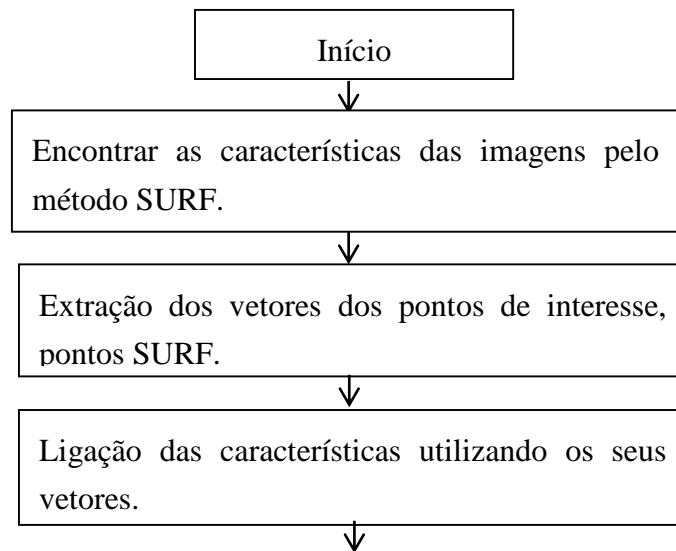 Início
Encontrar as características das imagens pelo
método SURF.
Extração dos vetores dos pontos de interesse,
pontos SURF.
Ligação das características utilizando os seus
vetores.